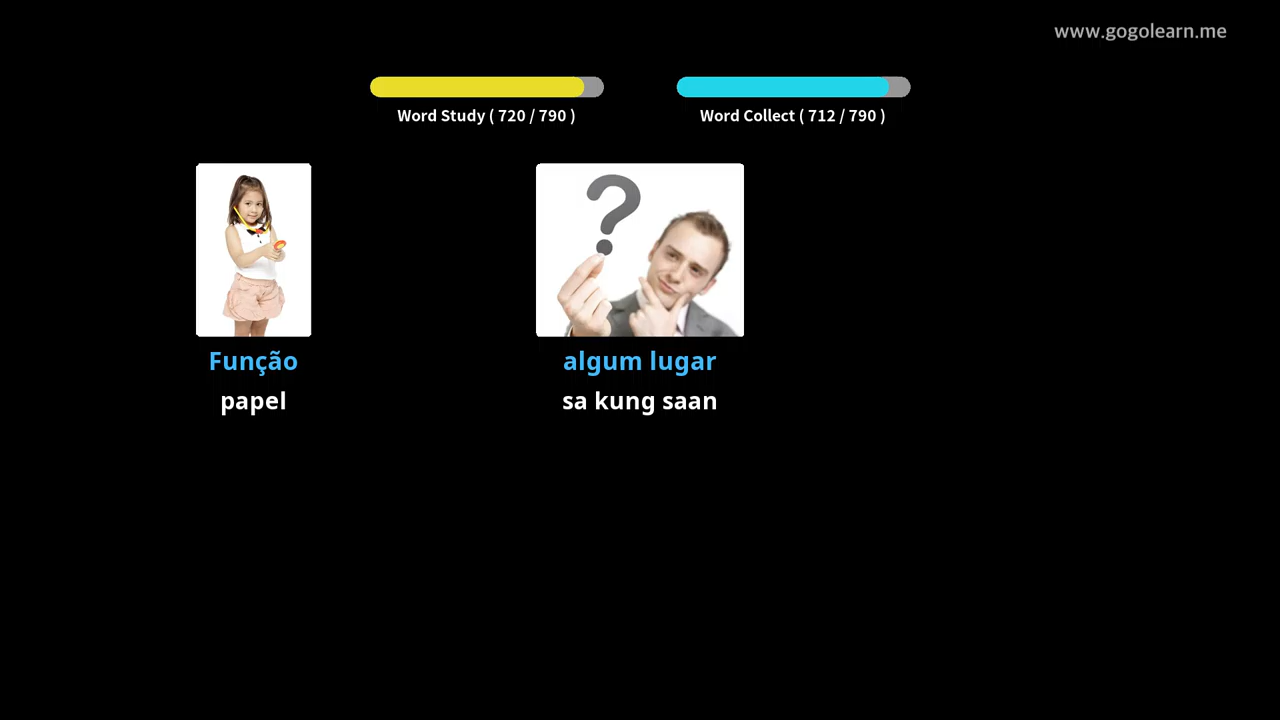 www.gogolearn.me
Word Study ( 720 / 790 )
Word Collect ( 712 / 790 )
Função
papel
algum lugar
sa kung saan